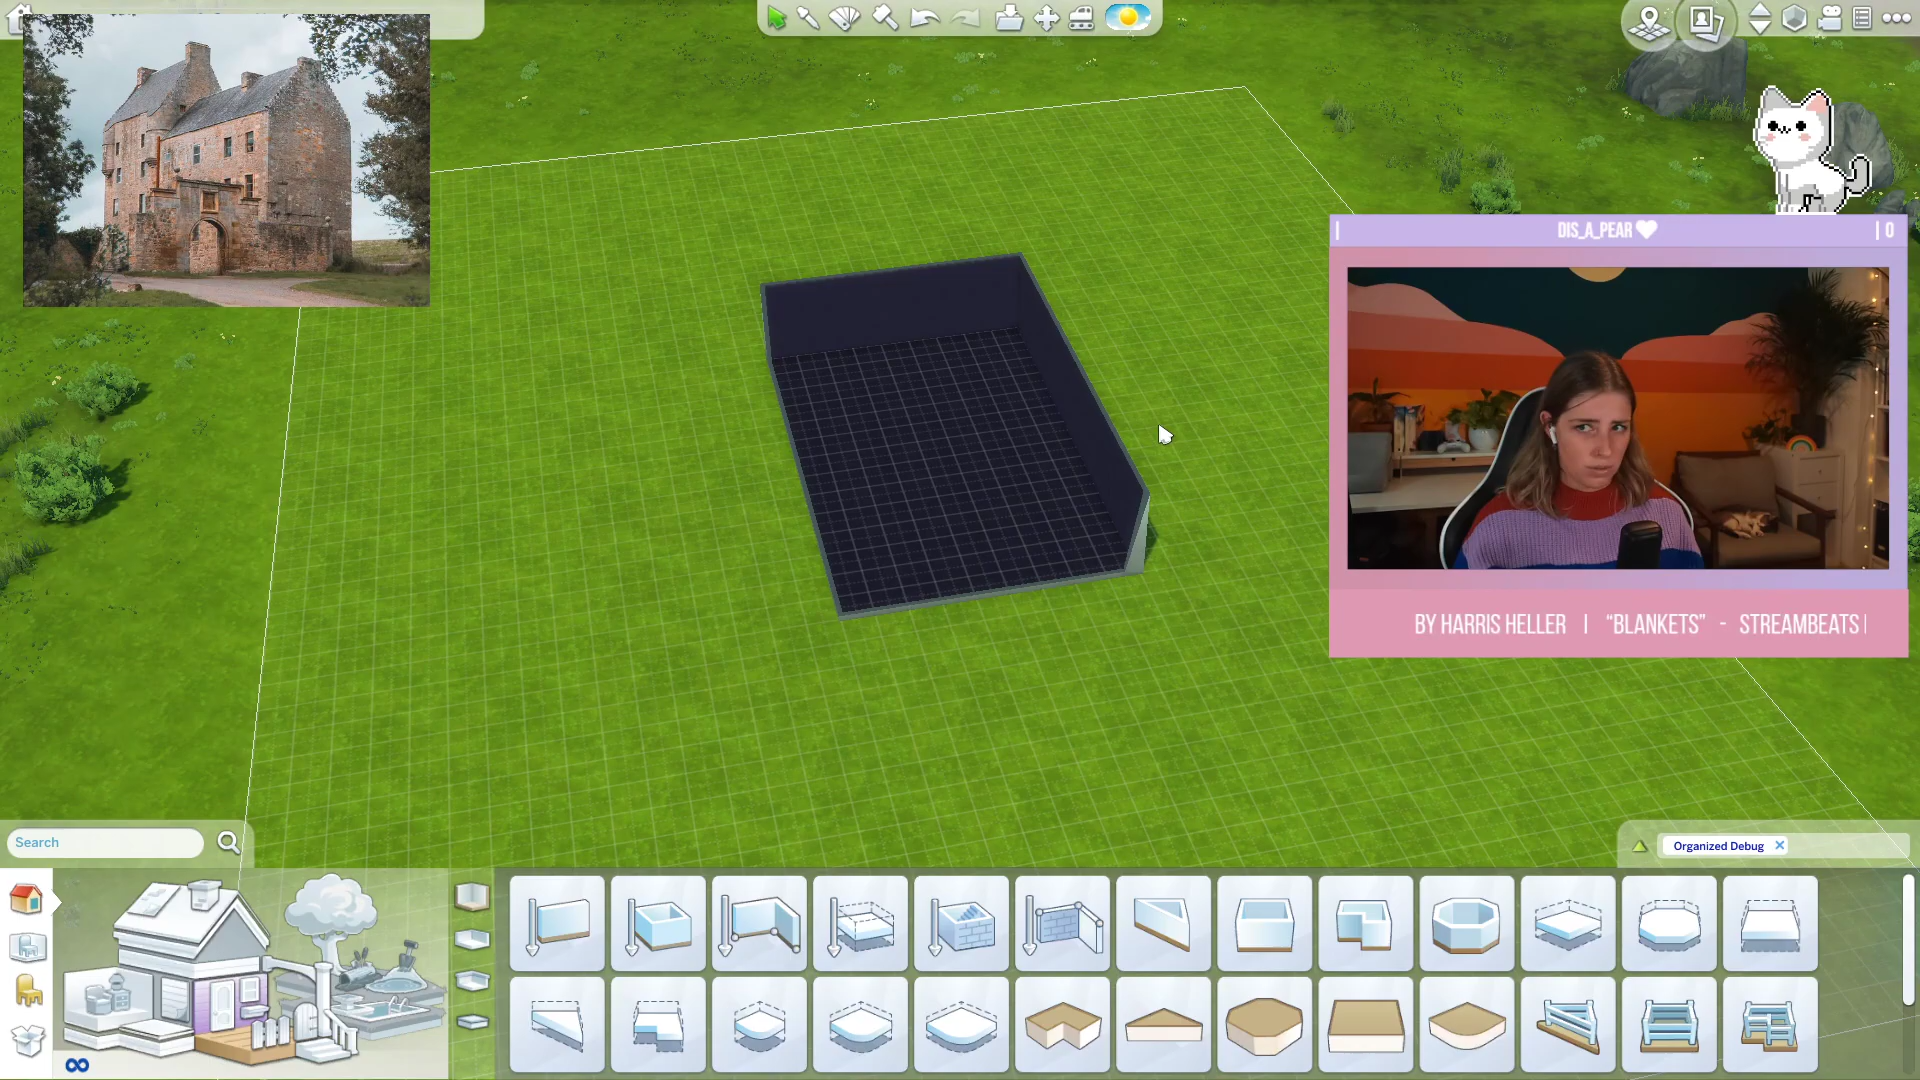 DIS_A_PEAR
| 0
BY HARRIS HELLER | “BLANKETS” - STREAMBEATS |
Search
Organized Debug